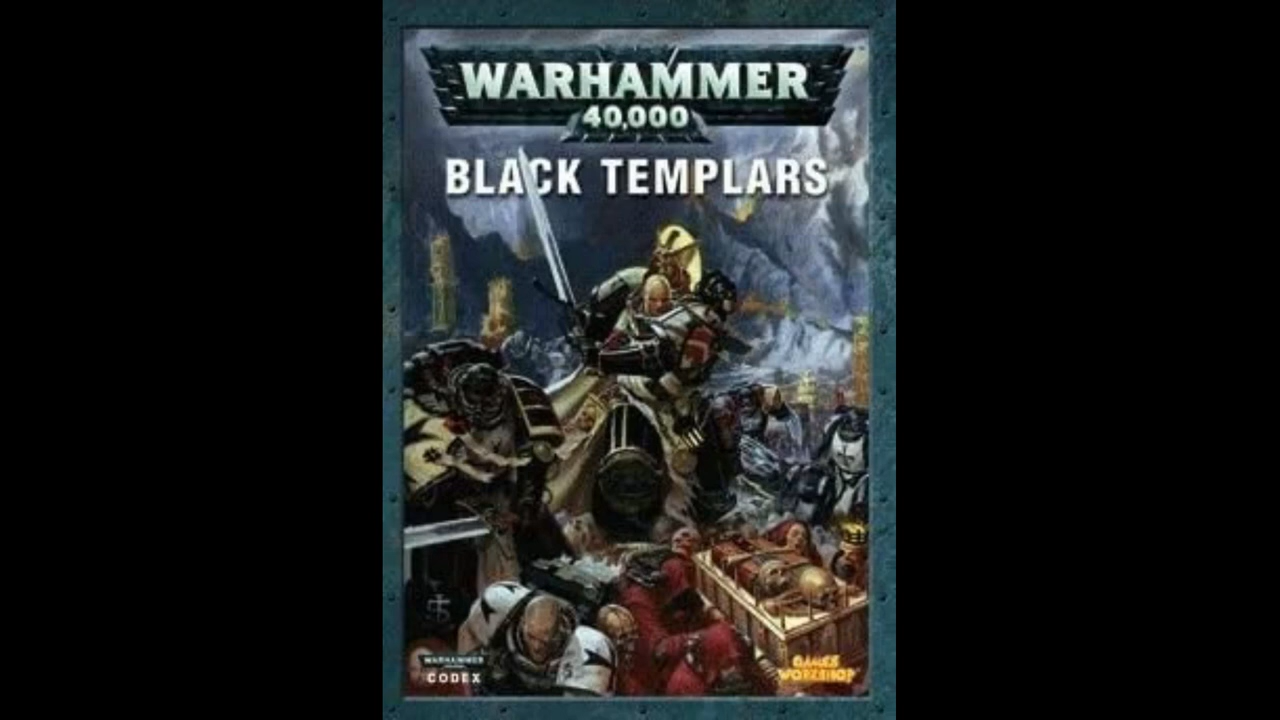 WARHAMMER
40,000
BLACK TEMPLARS
WARHAMMER
CODEX
GAMES
WORKSHOP